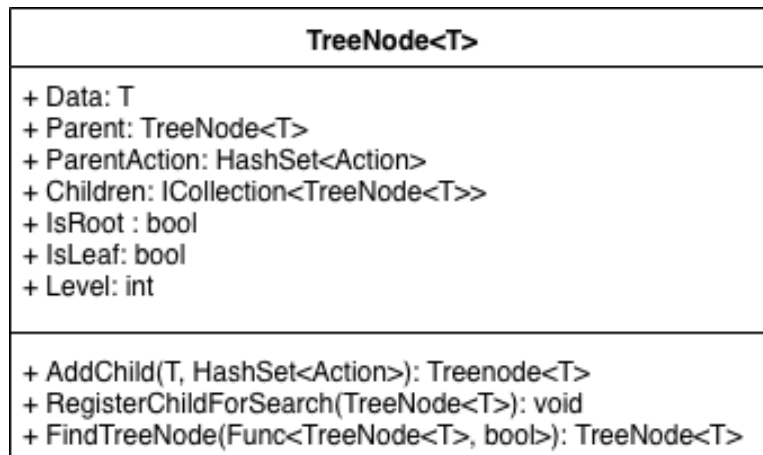 TreeNode<T>
+ Data: T
+ Parent: TreeNode<T>
+ ParentAction: HashSet<Action>
+ Children: ICollection<TreeNode<T>>
+ IsRoot : bool
+ IsLeaf: bool
+ Level: int
+ AddChild(T, HashSet<Action>): Treenode<T>
+ RegisterChildForSearch(TreeNode<T>): void
+ FindTreeNode(Func<TreeNode<T>, bool>): TreeNode<T>